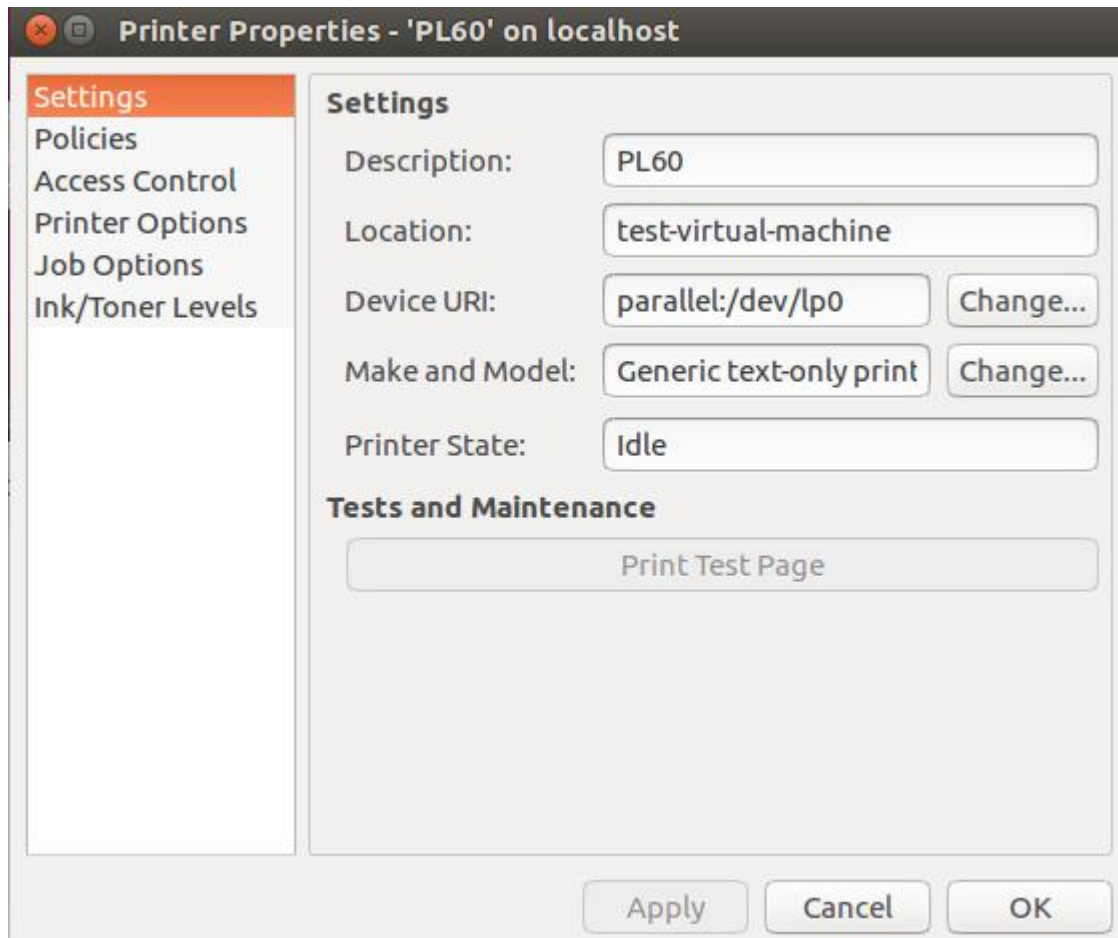 Printer Properties - 'PL60' on localhost
Settings
Policies
Access Control
Printer Options
Job Options
Ink/Toner Levels
Settings
Description: PL60
Location: test-virtual-machine
Device URI: parallel:/dev/lp0 Change...
Make and Model: Generic text-only print Change...
Printer State: Idle
Tests and Maintenance
Print Test Page
Apply Cancel OK